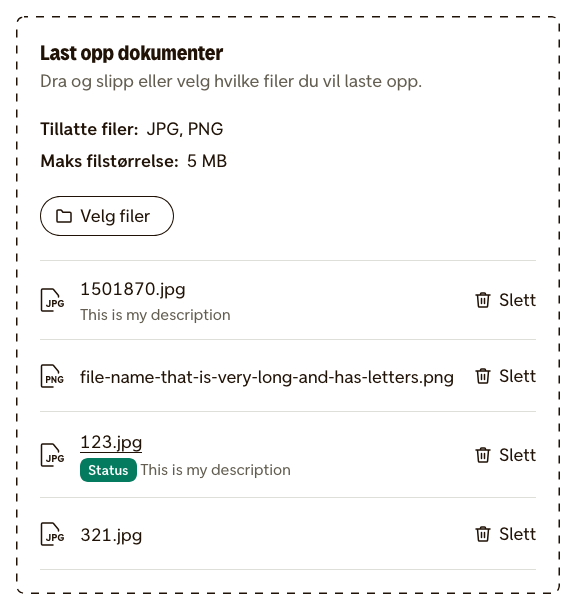 Last opp dokumenter
Dra og slipp eller velg hvilke filer du vil laste opp.
Tillatte filer: JPG, PNG
Maks filstørrelse: 5 MB
Velg filer
JPG
1501870.jpg
This is my description
Slett
PNG
file-name-that-is-very-long-and-has-letters.png
Slett
JPG
123.jpg
Status This is my description
Slett
JPG
321.jpg
Slett